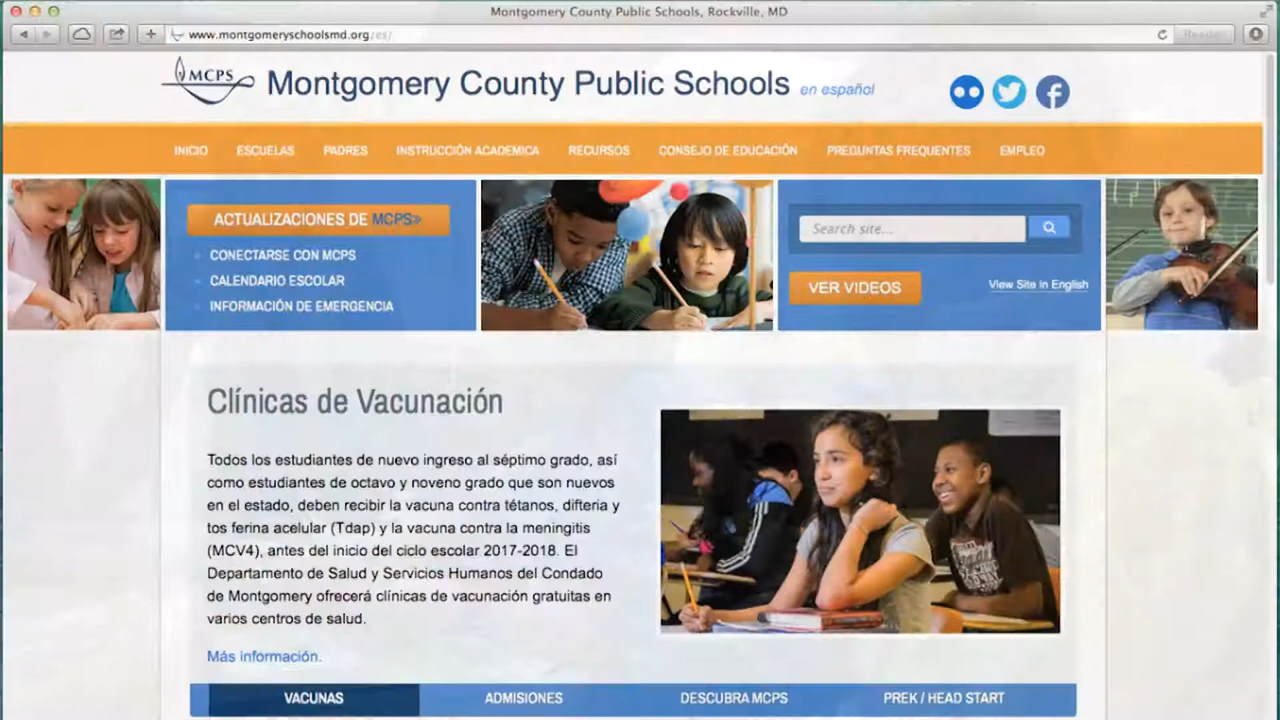 Montgomery County Public Schools, Rockville, MD
www.montgomeryschoolsmd.org/es/
Reader
MCPS
Montgomery County Public Schools en español
INICIO ESCUELAS PADRES INSTRUCCIÓN ACADEMICA RECURSOS CONSEJO DE EDUCACIÓN PREGUNTAS FRECUENTES EMPLEO
ACTUALIZACIONES DE MCPS»
CONECTARSE CON MCPS
CALENDARIO ESCOLAR
INFORMACIÓN DE EMERGENCIA
Search site...
VER VIDEOS
View Site in English
Clínicas de Vacunación
Todos los estudiantes de nuevo ingreso al séptimo grado, así
como estudiantes de octavo y noveno grado que son nuevos
en el estado, deben recibir la vacuna contra tétanos, difteria y
tos ferina acelular (Tdap) y la vacuna contra la meningitis
(MCV4), antes del inicio del ciclo escolar 2017-2018. El
Departamento de Salud y Servicios Humanos del Condado
de Montgomery ofrecerá clínicas de vacunación gratuitas en
varios centros de salud.
Más información.
VACUNAS ADMISIONES DESCUBRA MCPS PREK / HEAD START